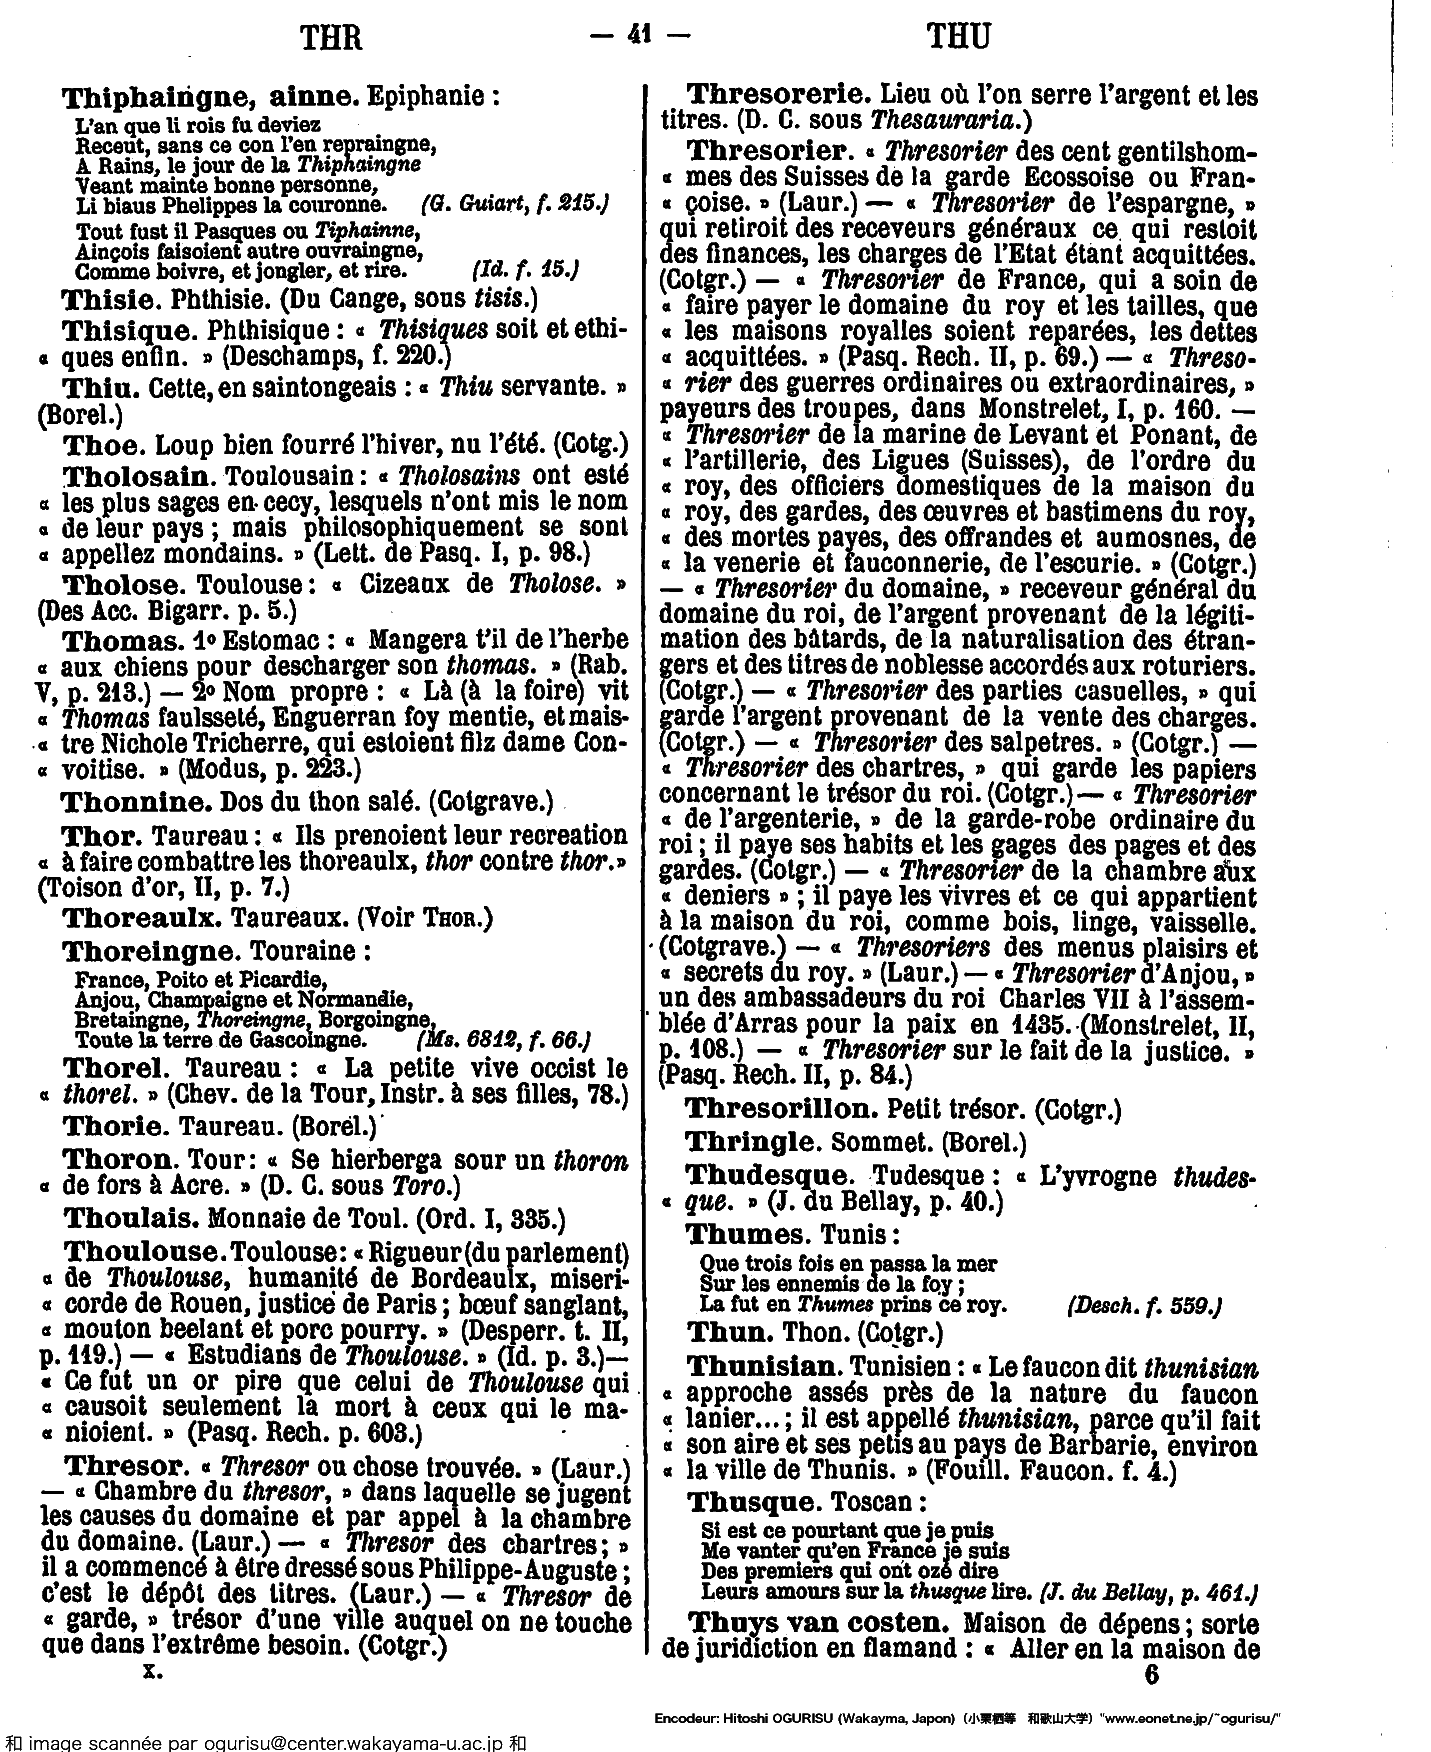 THR — 41 — THU
Thiphaingne, ainne. Epiphanie :
L'an que li rois fu deviez
Receut, sans ce con l'en repraingne,
A Rains, le jour de la Thiphaingne
Veant mainte bonne personne,
Li biaus Phelippes la couronne. (G. Guiart, f. 215.)
Tout fust il Pasques ou Tiphainne,
Ainçois faisoient autre ouvraingne,
Comme boivre, et jongler, et rire. (Id. f. 15.)
Thisie. Phthisie. (Du Cange, sous tisis.)
Thisique. Phthisique : « Thisiques soit et ethi-
« ques enfin. » (Deschamps, f. 220.)
Thiu. Cette, en saintongeais : « Thiu servante. »
(Borel.)
Thoe. Loup bien fourré l'hiver, nu l'été. (Cotg.)
Tholosain. Toulousain : « Tholosains ont esté
« les plus sages en cecy, lesquels n'ont mis le nom
« de leur pays ; mais philosophiquement se sont
« appellez mondains. » (Lett. de Pasq. I, p. 98.)
Tholose. Toulouse : « Cizeaux de Tholose. »
(Des Acc. Bigarr. p. 5.)
Thomas. 1º Estomac : « Mangera t'il de l'herbe
« aux chiens pour descharger son thomas. » (Rab.
V, p. 213.) — 2º Nom propre : « Là (à la foire) vit
« Thomas faulsseté, Enguerran foy mentie, et mais-
« tre Nichole Tricherre, qui estoient filz dame Con-
« voitise. » (Modus, p. 223.)
Thonnine. Dos du thon salé. (Cotgrave.)
Thor. Taureau : « Ils prenoient leur recreation
« à faire combattre les thoreaulx, thor contre thor.»
(Toison d'or, II, p. 7.)
Thoreaulx. Taureaux. (Voir THOR.)
Thoreingne. Touraine :
France, Poito et Picardie,
Anjou, Champaigne et Normandie,
Bretaingne, Thoreingne, Borgoingne,
Toute la terre de Gascoingne. (Ms. 6812, f. 66.)
Thorel. Taureau : « La petite vive occist le
« thorel. » (Chev. de la Tour, Instr. à ses filles, 78.)
Thorie. Taureau. (Borel.)
Thoron. Tour : « Se hierberga sour un thoron
« de fors à Acre. » (D. C. sous Toro.)
Thoulais. Monnaie de Toul. (Ord. I, 335.)
Thoulouse. Toulouse : « Rigueur (du parlement)
« de Thoulouse, humanité de Bordeaulx, miseri-
« corde de Rouen, justice de Paris ; bœuf sanglant,
« mouton beelant et porc pourry. » (Desperr. t. II,
p. 119.) — « Estudians de Thoulouse. » (Id. p. 3.)—
« Ce fut un or pire que celui de Thoulouse qui
« causoit seulement la mort à ceux qui le ma-
« nioient. » (Pasq. Rech. p. 603.)
Thresor. « Thresor ou chose trouvée. » (Laur.)
— « Chambre du thresor, » dans laquelle se jugent
les causes du domaine et par appel à la chambre
du domaine. (Laur.) — « Thresor des chartres ; »
il a commencé à être dressé sous Philippe-Auguste ;
c'est le dépôt des titres. (Laur.) — « Thresor de
« garde, » trésor d'une ville auquel on ne touche
que dans l'extrême besoin. (Cotgr.)
X.
Thresorerie. Lieu où l'on serre l'argent et les
titres. (D. C. sous Thesauraria.)
Thresorier. « Thresorier des cent gentilshom-
« mes des Suisses de la garde Ecossoise ou Fran-
« çoise. » (Laur.) — « Thresorier de l'espargne, »
qui retiroit des receveurs généraux ce qui restoit
des finances, les charges de l'Etat étant acquittées.
(Cotgr.) — « Thresorier de France, qui a soin de
« faire payer le domaine du roy et les tailles, que
« les maisons royalles soient reparées, les dettes
« acquittées. » (Pasq. Rech. II, p. 69.) — « Threso-
« rier des guerres ordinaires ou extraordinaires, »
payeurs des troupes, dans Monstrelet, I, p. 160. —
« Thresorier de la marine de Levant et Ponant, de
« l'artillerie, des Ligues (Suisses), de l'ordre du
« roy, des officiers domestiques de la maison du
« roy, des gardes, des œuvres et bastimens du roy,
« des mortes payes, des offrandes et aumosnes, de
« la venerie et fauconnerie, de l'escurie. » (Cotgr.)
— « Thresorier du domaine, » receveur général du
domaine du roi, de l'argent provenant de la légiti-
mation des bâtards, de la naturalisation des étran-
gers et des titres de noblesse accordés aux roturiers.
(Cotgr.) — « Thresorier des parties casuelles, » qui
garde l'argent provenant de la vente des charges.
(Cotgr.) — « Thresorier des salpetres. » (Cotgr.) —
« Thresorier des chartres, » qui garde les papiers
concernant le trésor du roi. (Cotgr.) — « Thresorier
« de l'argenterie, » de la garde-robe ordinaire du
roi ; il paye ses habits et les gages des pages et des
gardes. (Cotgr.) — « Thresorier de la chambre aux
« deniers » ; il paye les vivres et ce qui appartient
à la maison du roi, comme bois, linge, vaisselle.
(Cotgrave.) — « Thresoriers des menus plaisirs et
« secrets du roy. » (Laur.) — « Thresorier d'Anjou, »
un des ambassadeurs du roi Charles VII à l'assem-
blée d'Arras pour la paix en 1435. (Monstrelet, II,
p. 108.) — « Thresorier sur le fait de la justice. »
(Pasq. Rech. II, p. 84.)
Thresorillon. Petit trésor. (Cotgr.)
Thringle. Sommet. (Borel.)
Thudesque. Tudesque : « L'yvrogne thudes-
« que. » (J. du Bellay, p. 40.)
Thumes. Tunis :
Que trois fois en passa la mer
Sur les ennemis de la foy ;
La fut en Thumes prins ce roy. (Desch. f. 559.)
Thun. Thon. (Cotgr.)
Thunisian. Tunisien : « Le faucon dit thunisian
« approche assés près de la nature du faucon
« lanier... ; il est appellé thunisian, parce qu'il fait
« son aire et ses petis au pays de Barbarie, environ
« la ville de Thunis. » (Fouill. Faucon. f. 4.)
Thusque. Toscan :
Si est ce pourtant que je puis
Me vanter qu'en France je suis
Des premiers qui ont ozé dire
Leurs amours sur la thusque lire. (J. du Bellay, p. 461.)
Thuys van costen. Maison de dépens ; sorte
de juridiction en flamand : « Aller en la maison de
6
Encodeur: Hitoshi OGURISU (Wakayma, Japon) (小栗栖等 和歌山大学) "www.eonet.ne.jp/~ogurisu/"
和 image scannée par ogurisu@center.wakayama-u.ac.jp 和